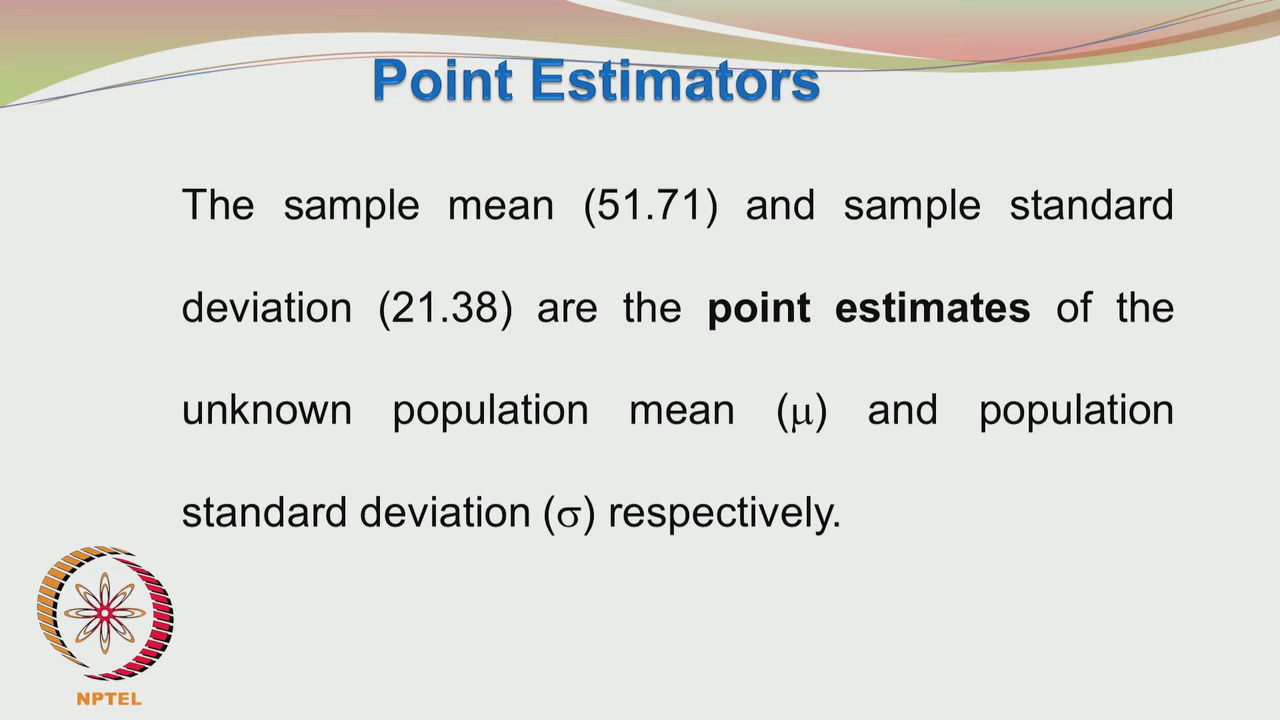 Point Estimators
The sample mean (51.71) and sample standard
deviation (21.38) are the point estimates of the
unknown population mean (μ) and population
standard deviation (σ) respectively.
NPTEL